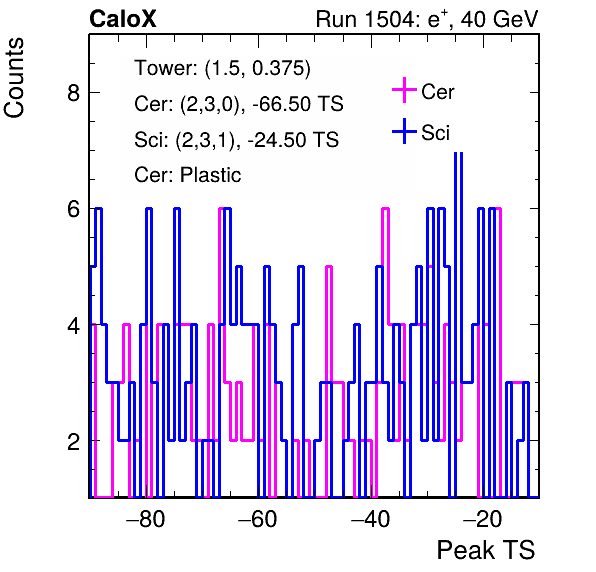 CaloX Run 1504: e⁺, 40 GeV
Counts
Tower: (1.5, 0.375)
Cer: (2,3,0), -66.50 TS
Sci: (2,3,1), -24.50 TS
Cer: Plastic
Cer
Sci
8
6
4
2
−80 −60 −40 −20
Peak TS